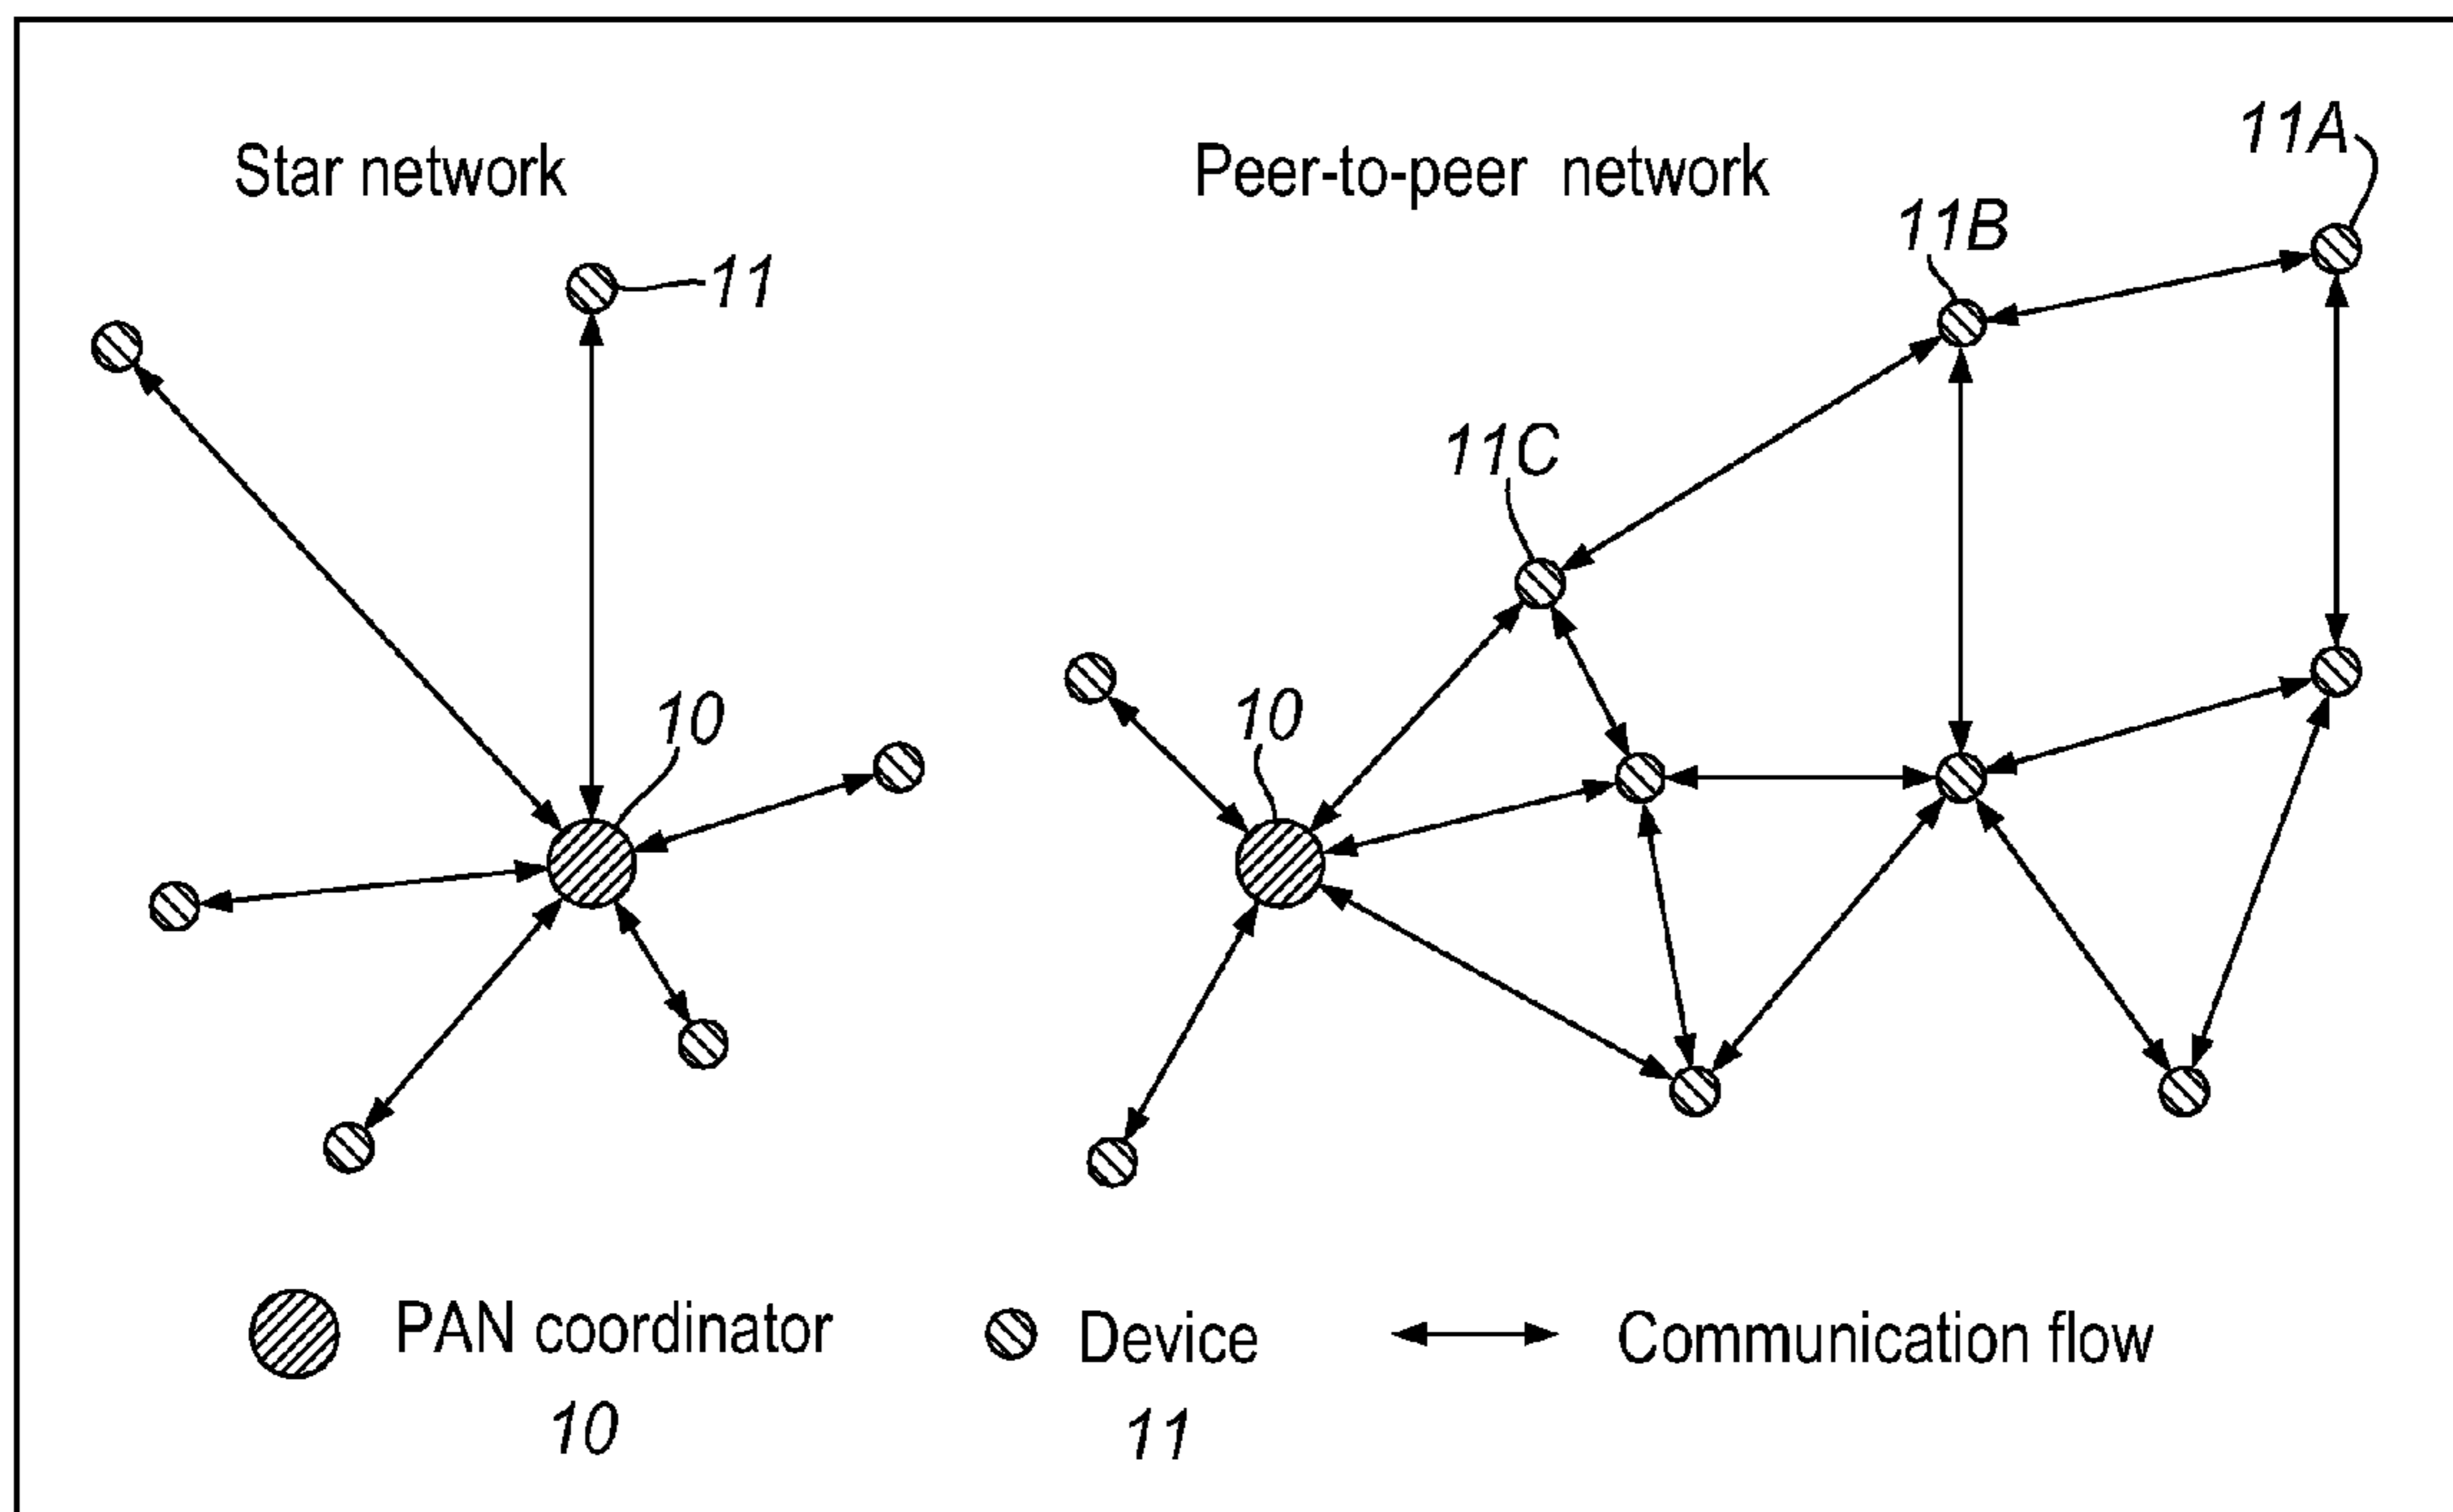 Star network
Peer-to-peer network
11A
11B
11
11C
10
10
PAN coordinator
Device
Communication flow
10
11